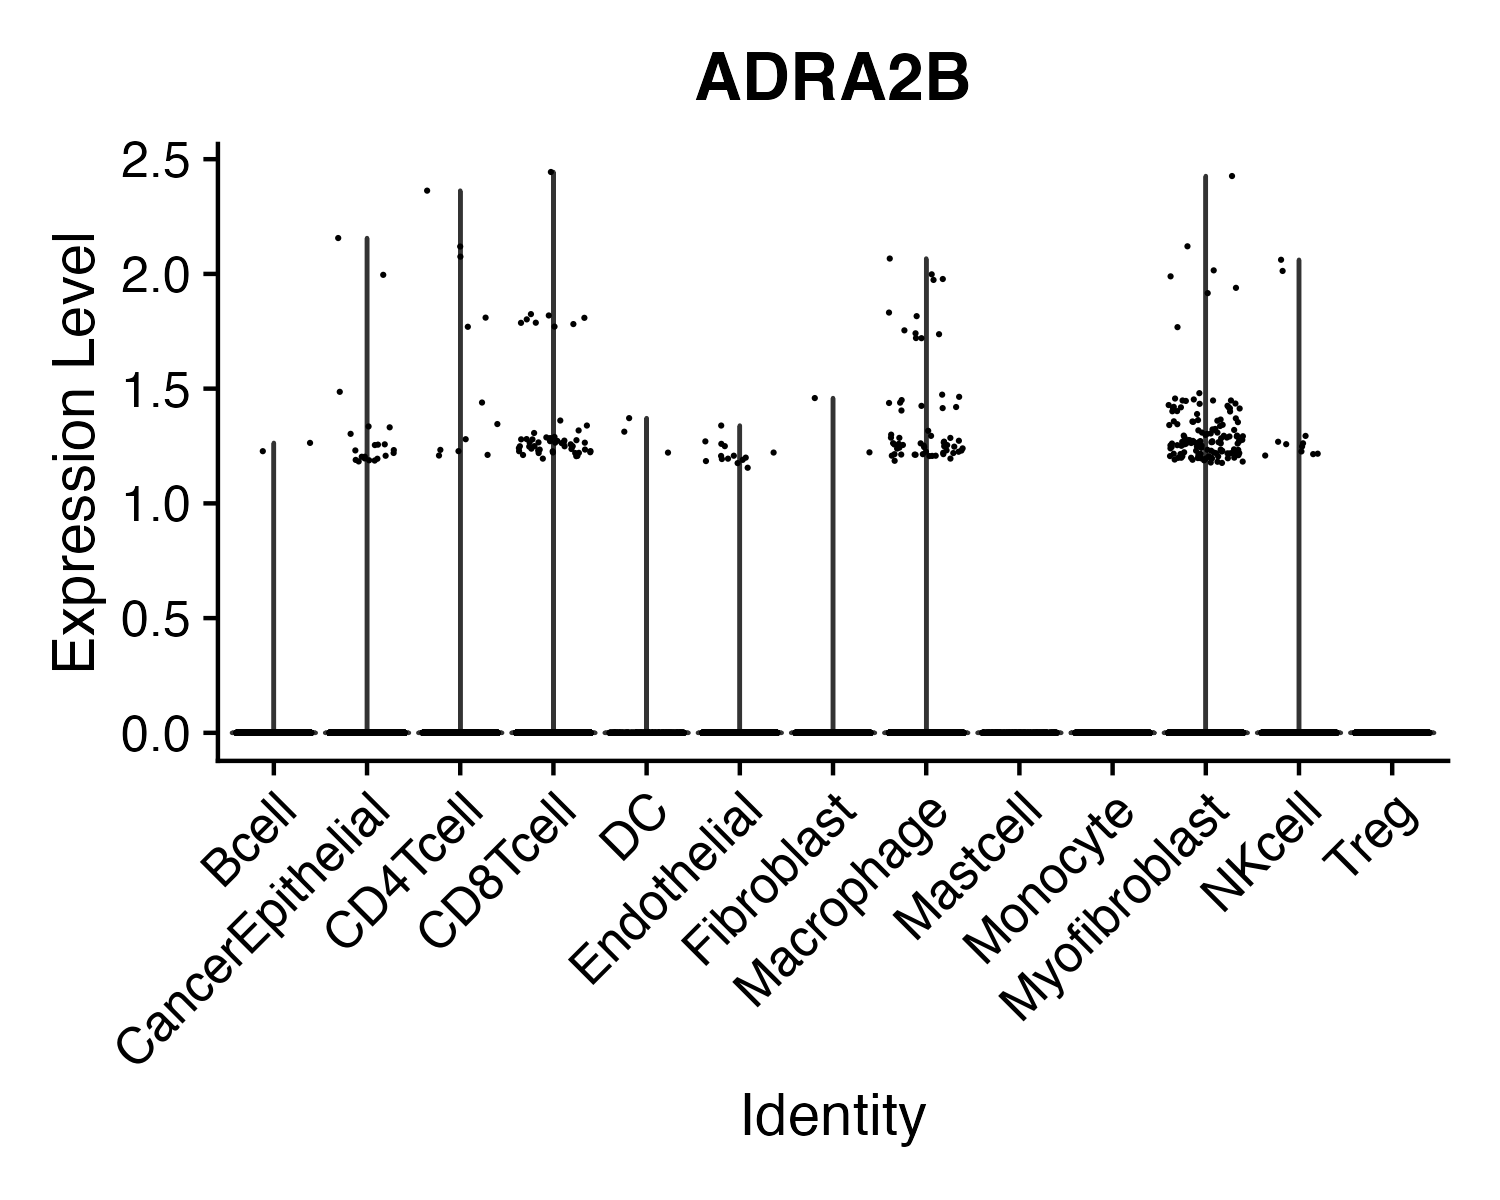 ADRA2B
Expression Level
2.5
2.0
1.5
1.0
0.5
0.0
Bcell
CancerEpithelial
CD4Tcell
CD8Tcell
DC
Endothelial
Fibroblast
Macrophage
Mastcell
Monocyte
Myofibroblast
NKcell
Treg
Identity